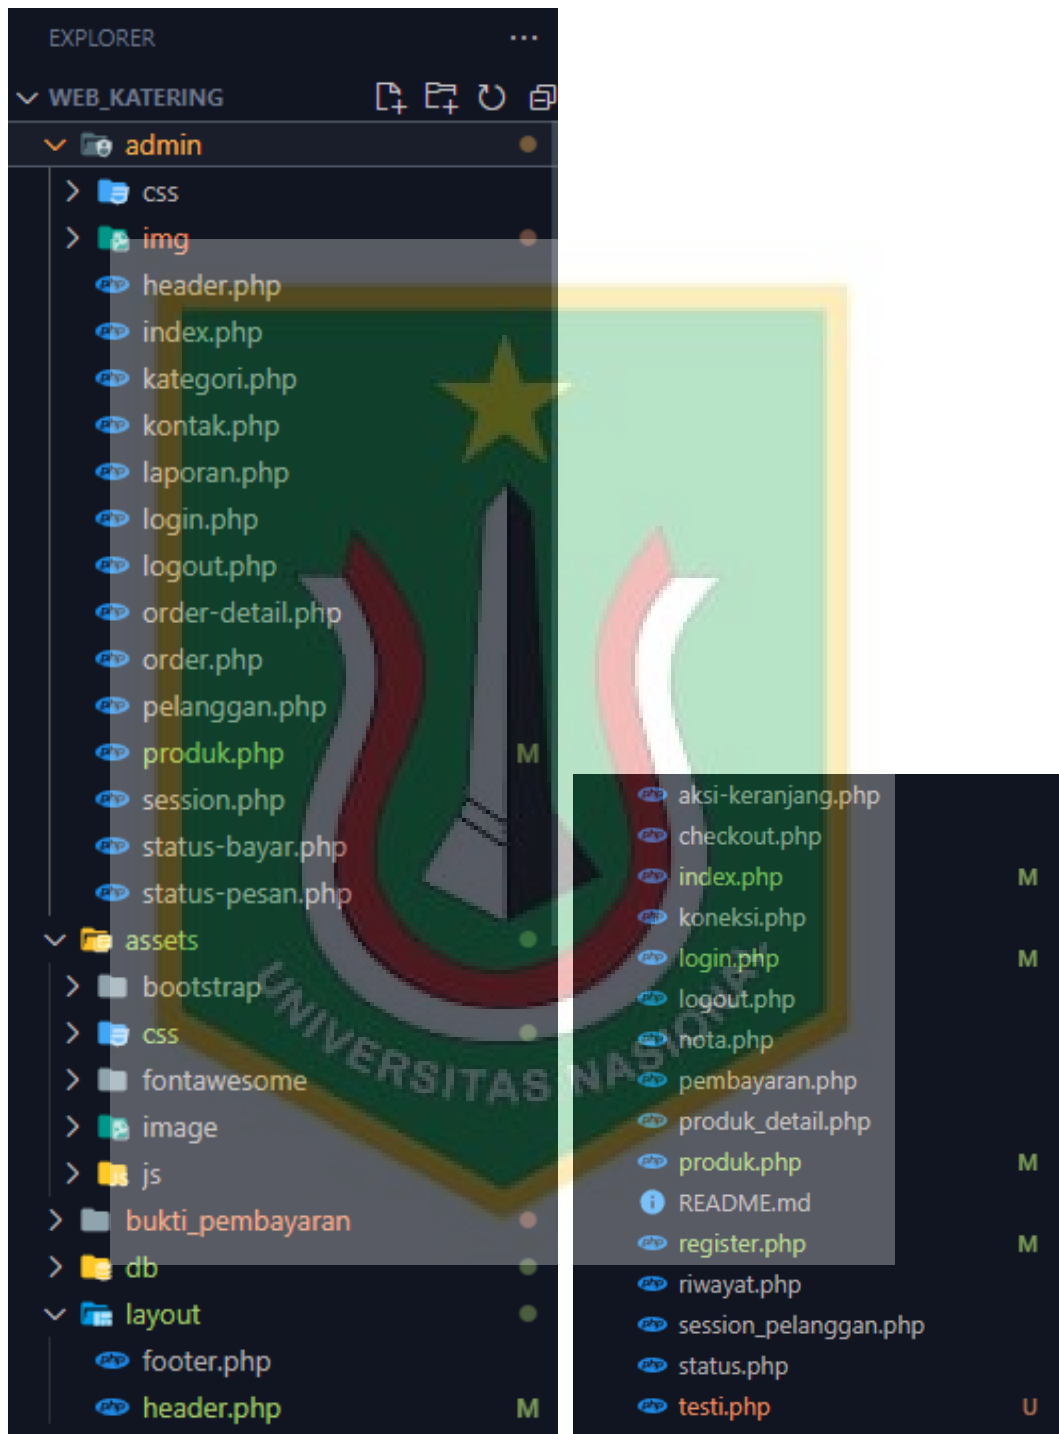 EXPLORER
WEB_KATERING
admin
css
img
header.php
index.php
kategori.php
kontak.php
laporan.php
login.php
logout.php
order-detail.php
order.php
pelanggan.php
produk.php M
session.php
status-bayar.php
status-pesan.php
assets
bootstrap
css
fontawesome
image
js
bukti_pembayaran
db
layout
footer.php
header.php M
aksi-keranjang.php
checkout.php
index.php M
koneksi.php
login.php M
logout.php
nota.php
pembayaran.php
produk_detail.php
produk.php M
README.md
register.php M
riwayat.php
session_pelanggan.php
status.php
testi.php U
UNIVERSITAS NASIONAL